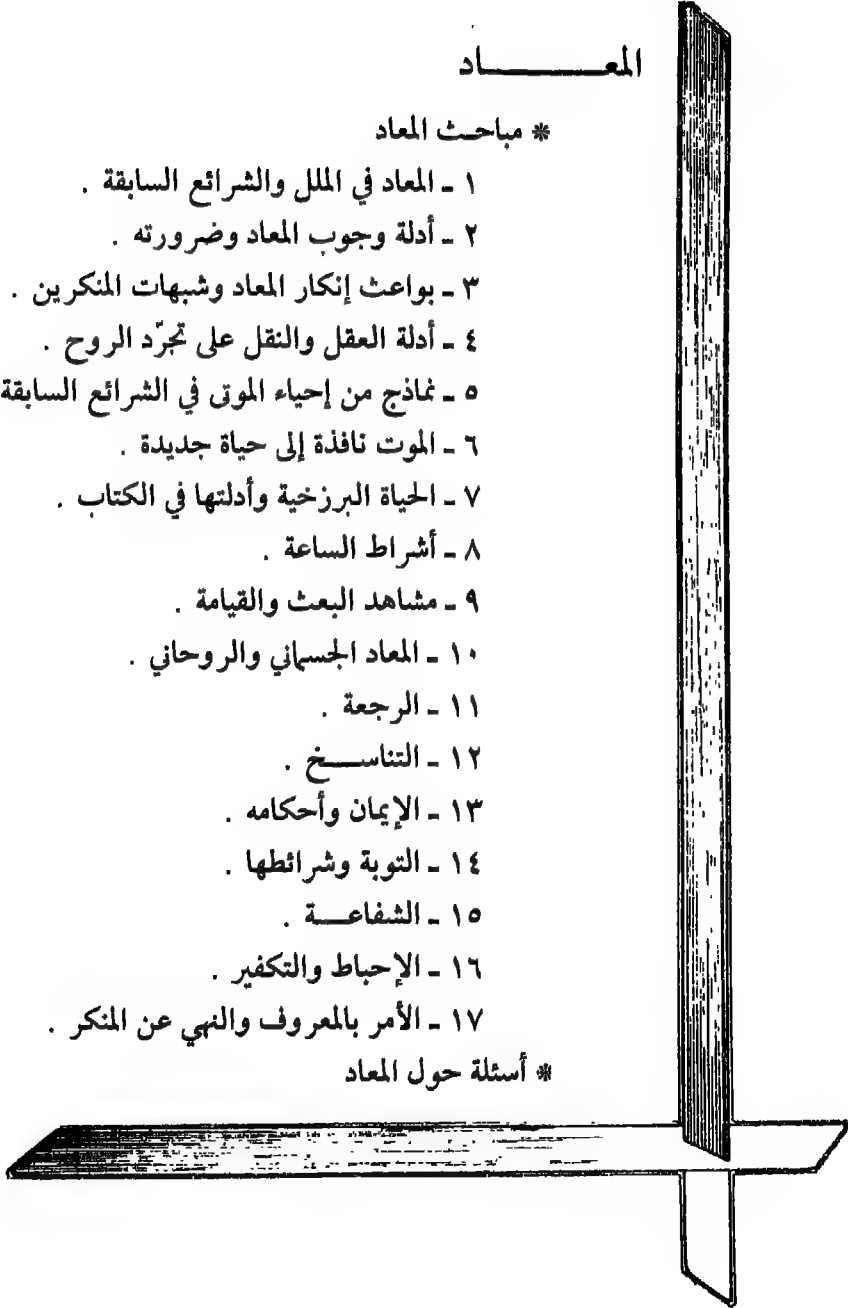 المعـــــــــاد
* مباحـث المعاد
١ ـ المعاد في الملل والشرائع السابقة .
٢ ـ أدلة وجوب المعاد وضرورته .
٣ ـ بواعث إنكار المعاد وشبهات المنكرين .
٤ ـ أدلة العقل والنقل على تجرّد الروح .
٥ ـ نماذج من إحياء الموتى في الشرائع السابقة
٦ ـ الموت نافذة إلى حياة جديدة .
٧ ـ الحياة البرزخية وأدلتها في الكتاب .
٨ ـ أشراط الساعة .
٩ ـ مشاهد البعث والقيامة .
١٠ ـ المعاد الجسماني والروحاني .
١١ ـ الرجعة .
١٢ ـ التناســـخ .
١٣ ـ الإيمان وأحكامه .
١٤ ـ التوبة وشرائطها .
١٥ ـ الشفاعـــة .
١٦ ـ الإحباط والتكفير .
١٧ ـ الأمر بالمعروف والنهي عن المنكر .
* أسئلة حول المعاد